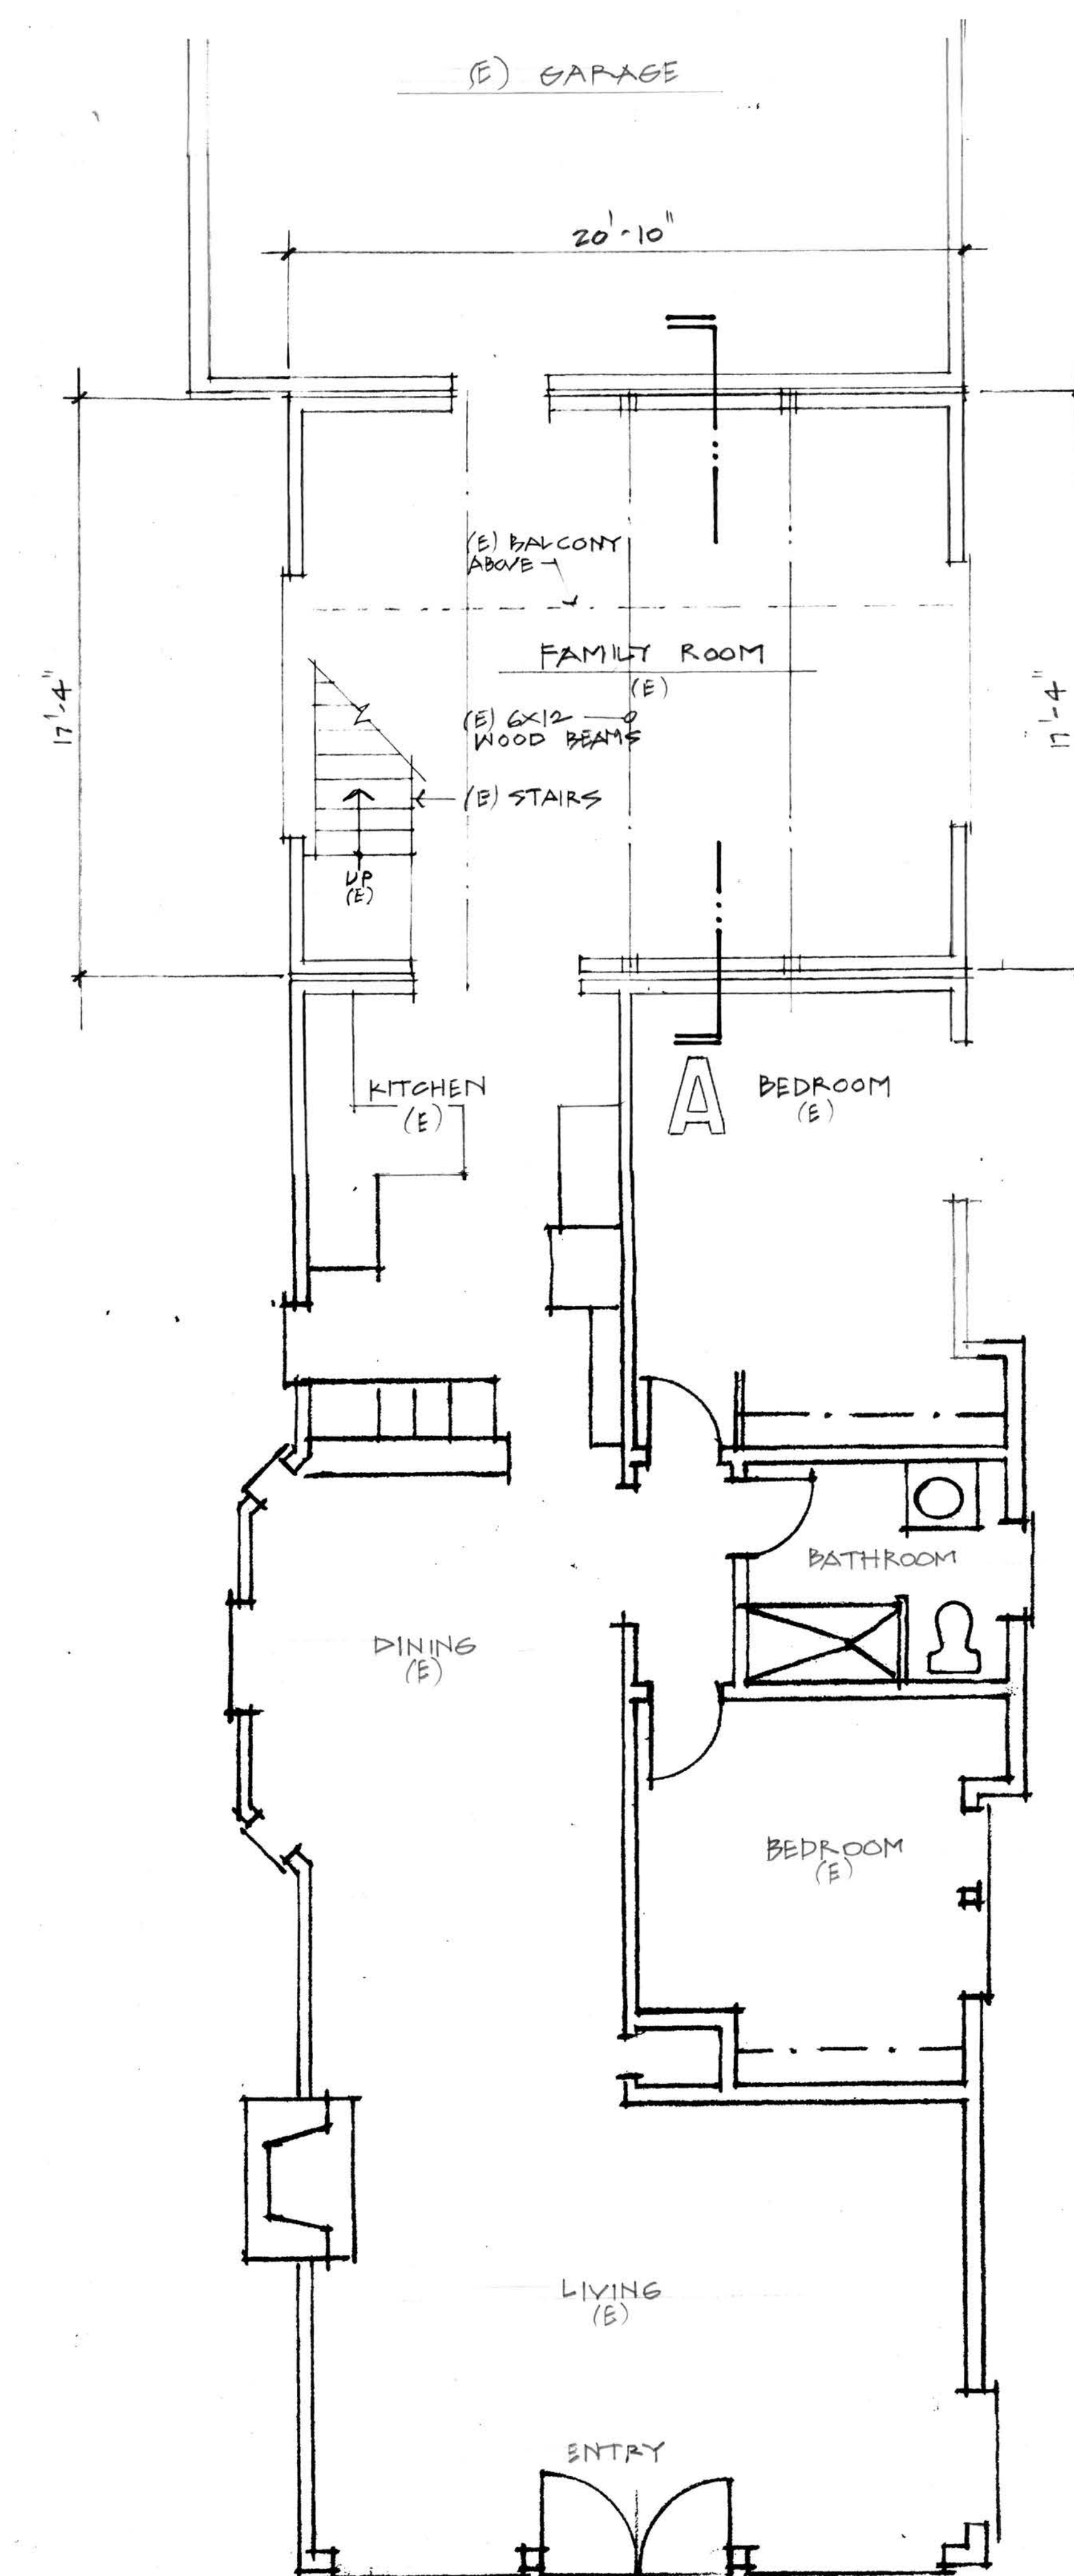 (E) GARAGE
20'-10"
(E) BALCONY
ABOVE
FAMILY ROOM
(E)
17'-4"
17'-4"
(E) 6X12
WOOD BEAMS
(E) STAIRS
UP
(E)
KITCHEN
(E)
A
BEDROOM
(E)
BATHROOM
DINING
(E)
BEDROOM
(E)
LIVING
(E)
ENTRY